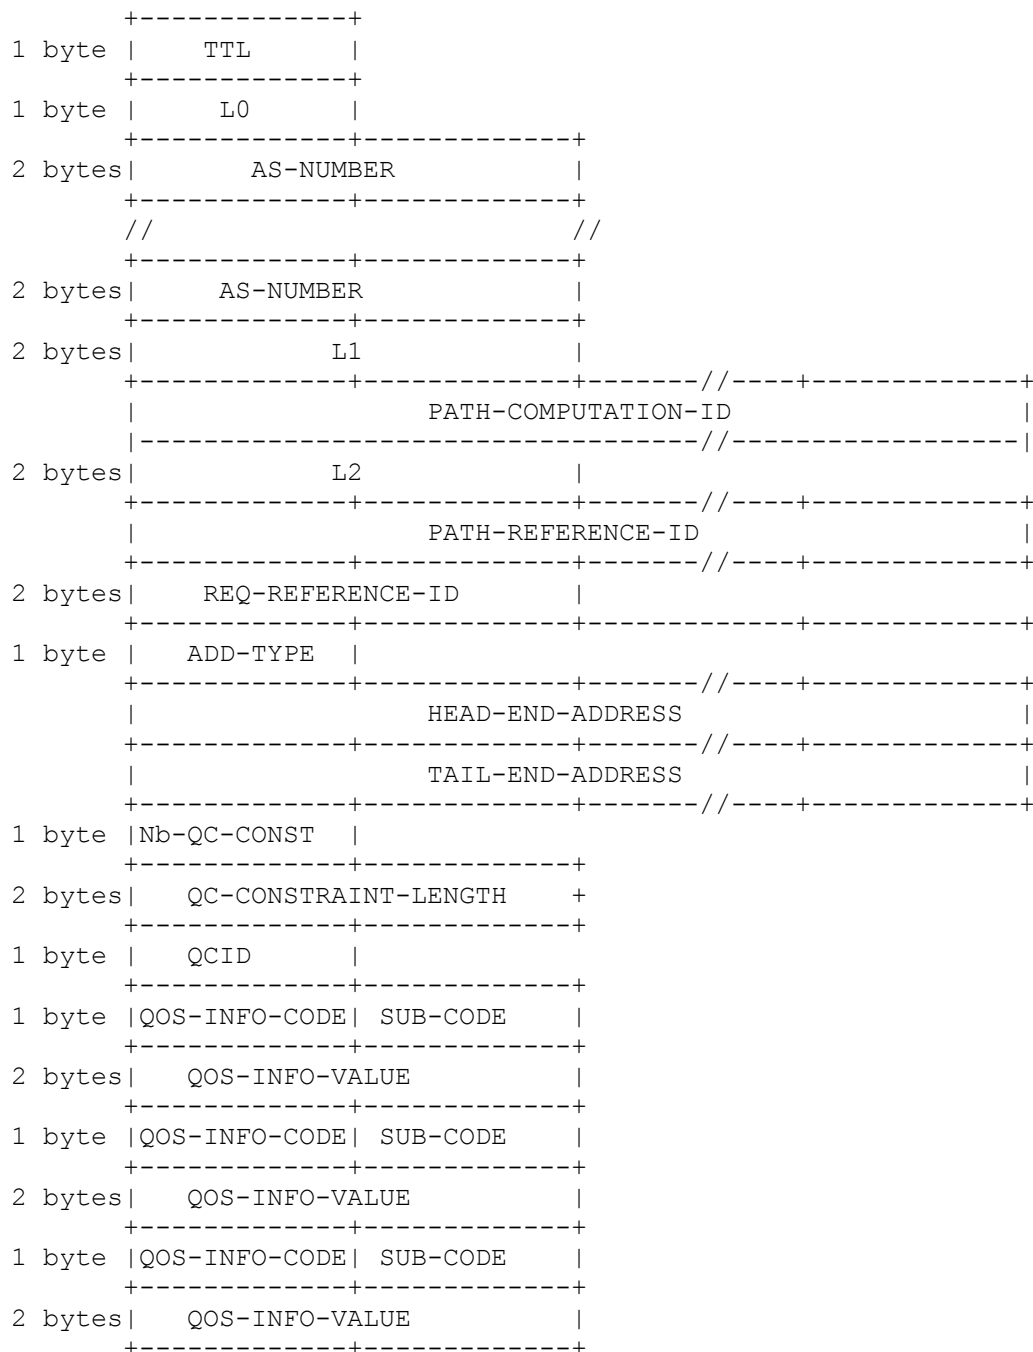 +-------------+
1 byte |    TTL      |
+-------------+
1 byte |     L0      |
+-------------+-------------+
2 bytes|       AS-NUMBER           |
+-------------+-------------+
//                          //
+-------------+-------------+
2 bytes|     AS-NUMBER             |
+-------------+-------------+
2 bytes|            L1             |
+-------------+-------------+-------//----+-------------+
|                  PATH-COMPUTATION-ID                  |
|-----------------------------------//------------------|
2 bytes|            L2             |
+-------------+-------------+-------//----+-------------+
|                  PATH-REFERENCE-ID                    |
+-------------+-------------+-------//----+-------------+
2 bytes|    REQ-REFERENCE-ID       |
+-------------+-------------+-------------+-------------+
1 byte |   ADD-TYPE  |
+-------------+-------------+-------//----+-------------+
|                  HEAD-END-ADDRESS                     |
+-------------+-------------+-------//----+-------------+
|                  TAIL-END-ADDRESS                     |
+-------------+-------------+-------//----+-------------+
1 byte |Nb-QC-CONST  |
+-------------+-------------+
2 bytes|   QC-CONSTRAINT-LENGTH    +
+-------------+-------------+
1 byte |   QCID      |
+-------------+-------------+
1 byte |QOS-INFO-CODE| SUB-CODE    |
+-------------+-------------+
2 bytes|   QOS-INFO-VALUE          |
+-------------+-------------+
1 byte |QOS-INFO-CODE| SUB-CODE    |
+-------------+-------------+
2 bytes|   QOS-INFO-VALUE          |
+-------------+-------------+
1 byte |QOS-INFO-CODE| SUB-CODE    |
+-------------+-------------+
2 bytes|   QOS-INFO-VALUE          |
+-------------+-------------+